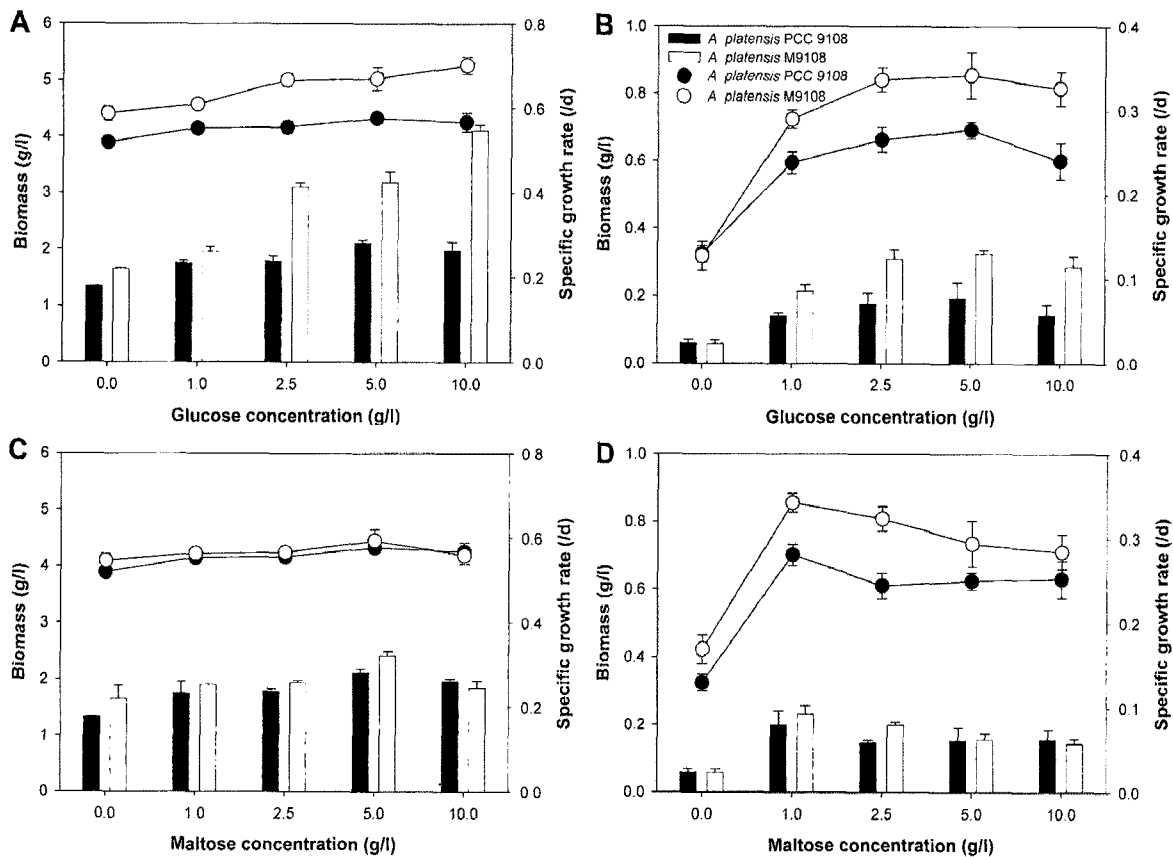 A
6
5
4
3
2
1
0
Biomass (g/l)
0.8
0.6
0.4
0.2
0.0
Specific growth rate (/d)
0.0 1.0 2.5 5.0 10.0
Glucose concentration (g/l)
B
1.0
0.8
0.6
0.4
0.2
0.0
Biomass (g/l)
A platensis PCC 9108
A platensis M9108
A platensis PCC 9108
A platensis M9108
0.4
0.3
0.2
0.1
0.0
Specific growth rate (/d)
0.0 1.0 2.5 5.0 10.0
Glucose concentration (g/l)
C
6
5
4
3
2
1
0
Biomass (g/l)
0.8
0.6
0.4
0.2
0.0
Specific growth rate (/d)
0.0 1.0 2.5 5.0 10.0
Maltose concentration (g/l)
D
1.0
0.8
0.6
0.4
0.2
0.0
Biomass (g/l)
0.4
0.3
0.2
0.1
0.0
Specific growth rate (/d)
0.0 1.0 2.5 5.0 10.0
Maltose concentration (g/l)